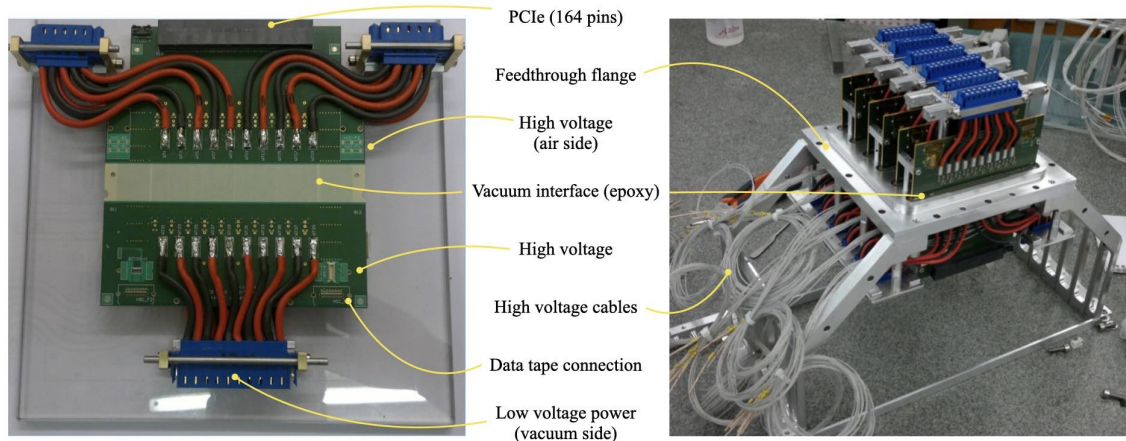 PCIe (164 pins)
Feedthrough flange
High voltage
(air side)
Vacuum interface (epoxy)
High voltage
High voltage cables
Data tape connection
Low voltage power
(vacuum side)